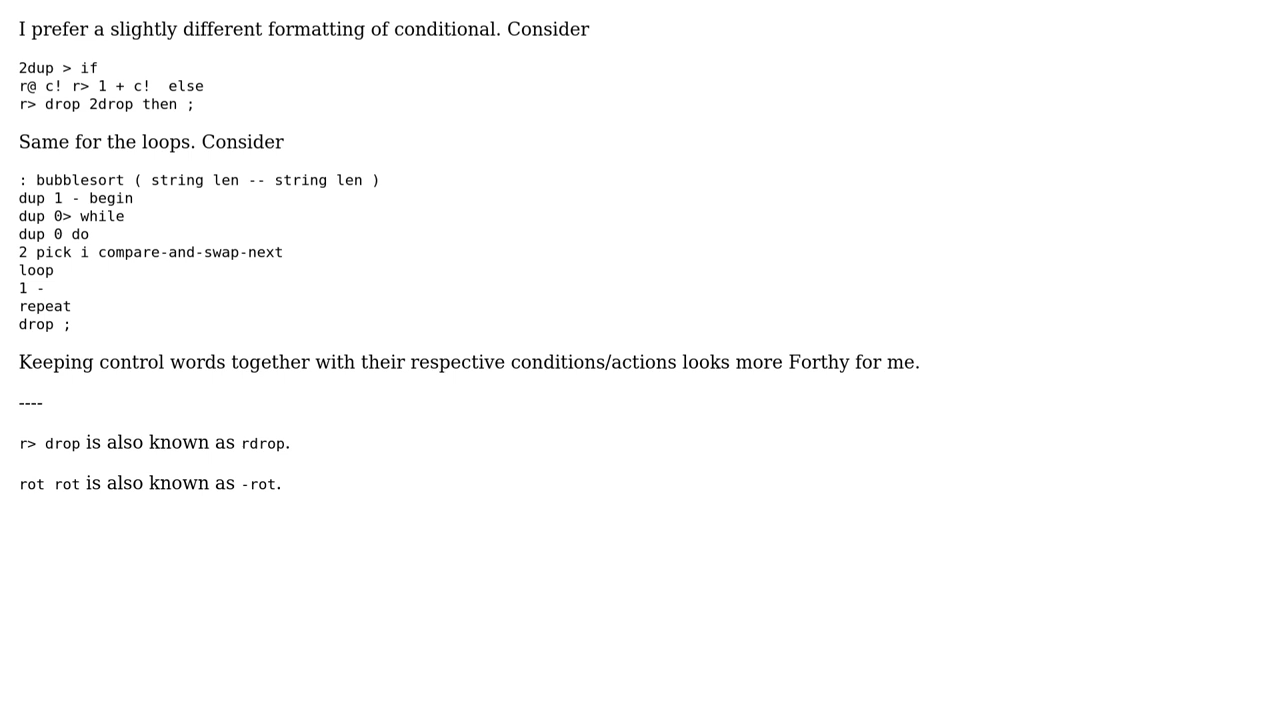 I prefer a slightly different formatting of conditional. Consider
2dup > if
r@ c! r> 1 + c!  else
r> drop 2drop then ;
Same for the loops. Consider
: bubblesort ( string len -- string len )
dup 1 - begin
dup 0> while
dup 0 do
2 pick i compare-and-swap-next
loop
1 -
repeat
drop ;
Keeping control words together with their respective conditions/actions looks more Forthy for me.
----
r> drop is also known as rdrop.
rot rot is also known as -rot.